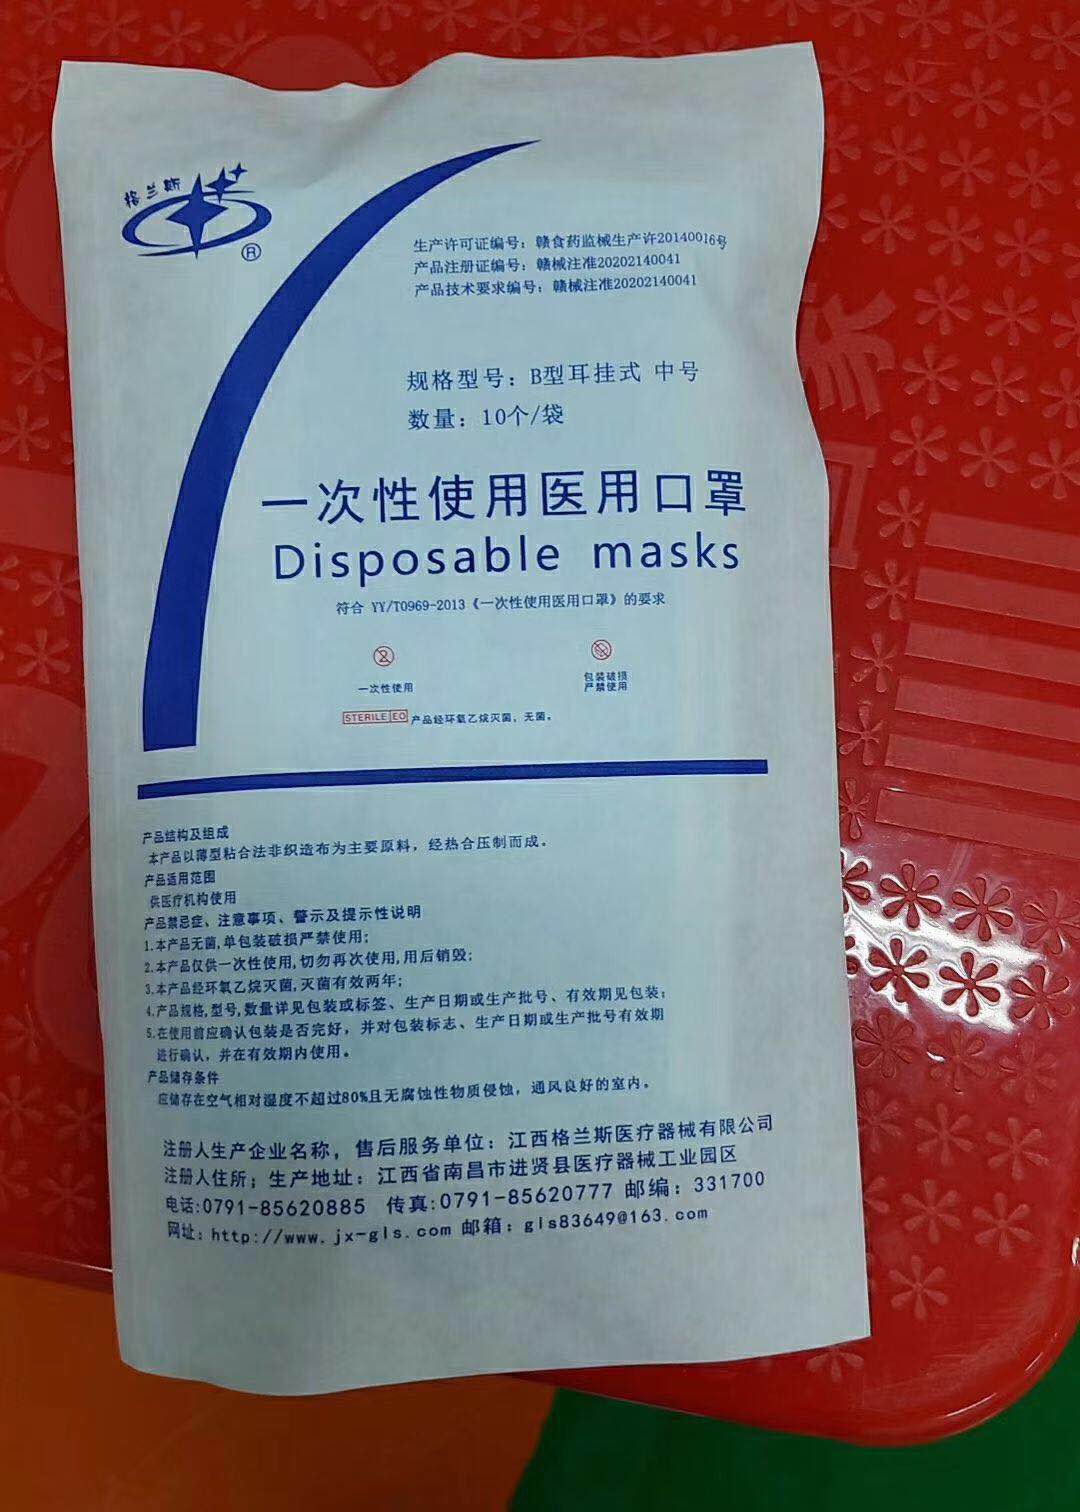 格兰斯
®
生产许可证编号：赣食药监械生产许20140016号
产品注册证编号：赣械注准20202140041
产品技术要求编号：赣械注准20202140041
规格型号：B型耳挂式 中号
数量：10个/袋
一次性使用医用口罩
Disposable masks
符合 YY/T0969-2013《一次性使用医用口罩》的要求
2
一次性使用
包装破损
严禁使用
STERILE EO 产品经环氧乙烷灭菌，无菌。
产品结构及组成
本产品以薄型粘合法非织造布为主要原料，经热合压制而成。
产品适用范围
供医疗机构使用
产品禁忌症、注意事项、警示及提示性说明
1.本产品无菌,单包装破损严禁使用;
2.本产品仅供一次性使用,切勿再次使用,用后销毁;
3.本产品经环氧乙烷灭菌,灭菌有效两年;
4.产品规格,型号,数量详见包装或标签、生产日期或生产批号、有效期见包装;
5.在使用前应确认包装是否完好，并对包装标志、生产日期或生产批号有效期
进行确认，并在有效期内使用。
产品储存条件
应储存在空气相对湿度不超过80%且无腐蚀性物质侵蚀，通风良好的室内。
注册人生产企业名称，售后服务单位：江西格兰斯医疗器械有限公司
注册人住所；生产地址：江西省南昌市进贤县医疗器械工业园区
电话:0791-85620885 传真:0791-85620777 邮编：331700
网址：http://www.jx-gls.com 邮箱：gls83649@163.com